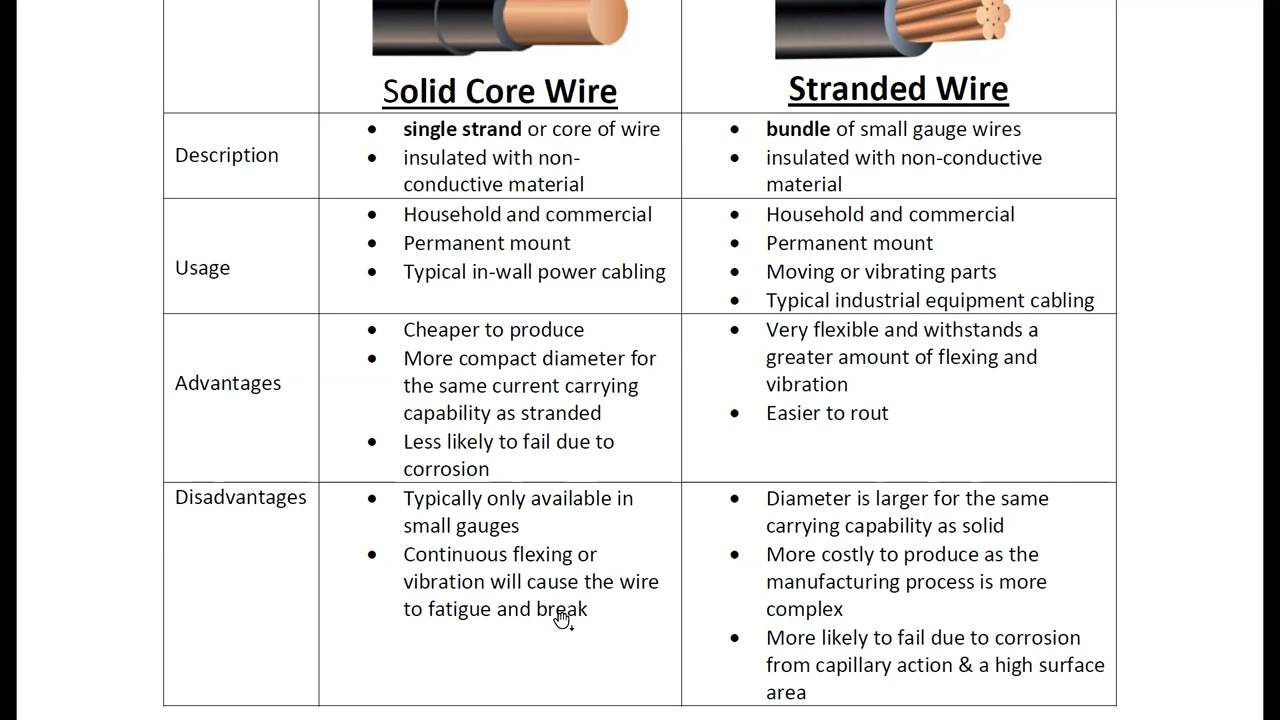 Solid Core Wire
Stranded Wire
Description
• single strand or core of wire
• insulated with non-
conductive material
• bundle of small gauge wires
• insulated with non-conductive
material
Usage
• Household and commercial
• Permanent mount
• Typical in-wall power cabling
• Household and commercial
• Permanent mount
• Moving or vibrating parts
• Typical industrial equipment cabling
Advantages
• Cheaper to produce
• More compact diameter for
the same current carrying
capability as stranded
• Less likely to fail due to
corrosion
• Very flexible and withstands a
greater amount of flexing and
vibration
• Easier to rout
Disadvantages
• Typically only available in
small gauges
• Continuous flexing or
vibration will cause the wire
to fatigue and break
• Diameter is larger for the same
carrying capability as solid
• More costly to produce as the
manufacturing process is more
complex
• More likely to fail due to corrosion
from capillary action & a high surface
area